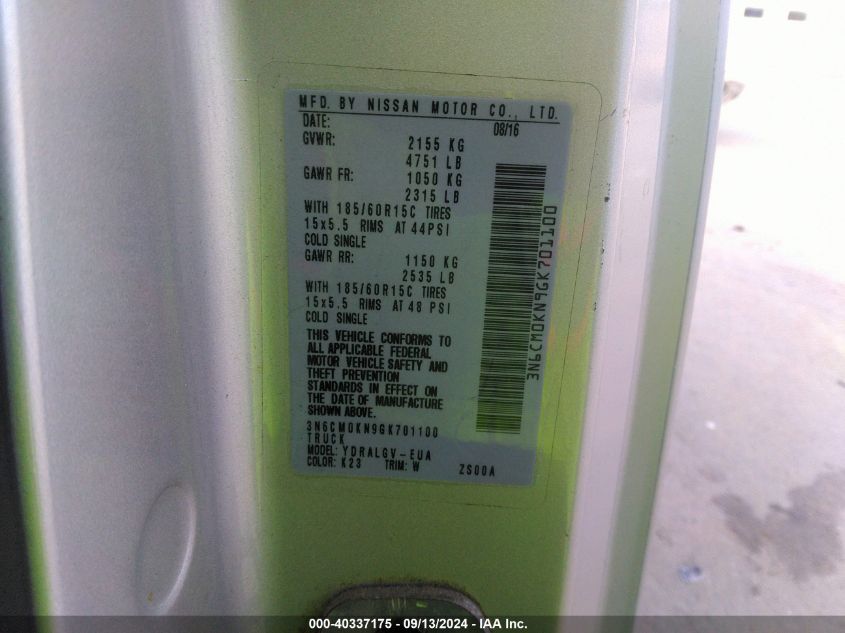 MFD. BY NISSAN MOTOR CO., LTD.
DATE: 08/16
GVWR: 2155 KG
4751 LB
GAWR FR: 1050 KG
2315 LB
WITH 185/60R15C TIRES
15x5.5 RIMS AT 44PSI
COLD SINGLE
GAWR RR: 1150 KG
2535 LB
WITH 185/60R15C TIRES
15x5.5 RIMS AT 48 PSI
COLD SINGLE
THIS VEHICLE CONFORMS TO
ALL APPLICABLE FEDERAL
MOTOR VEHICLE SAFETY AND
THEFT PREVENTION
STANDARDS IN EFFECT ON
THE DATE OF MANUFACTURE
SHOWN ABOVE.
3N6CM0KN9GK701100
TRUCK
MODEL: YDRALGV-EUA
COLOR: K23 TRIM: W ZS00A
3N6CM0KN9GK701100
000-40337175 - 09/13/2024 - IAA Inc.